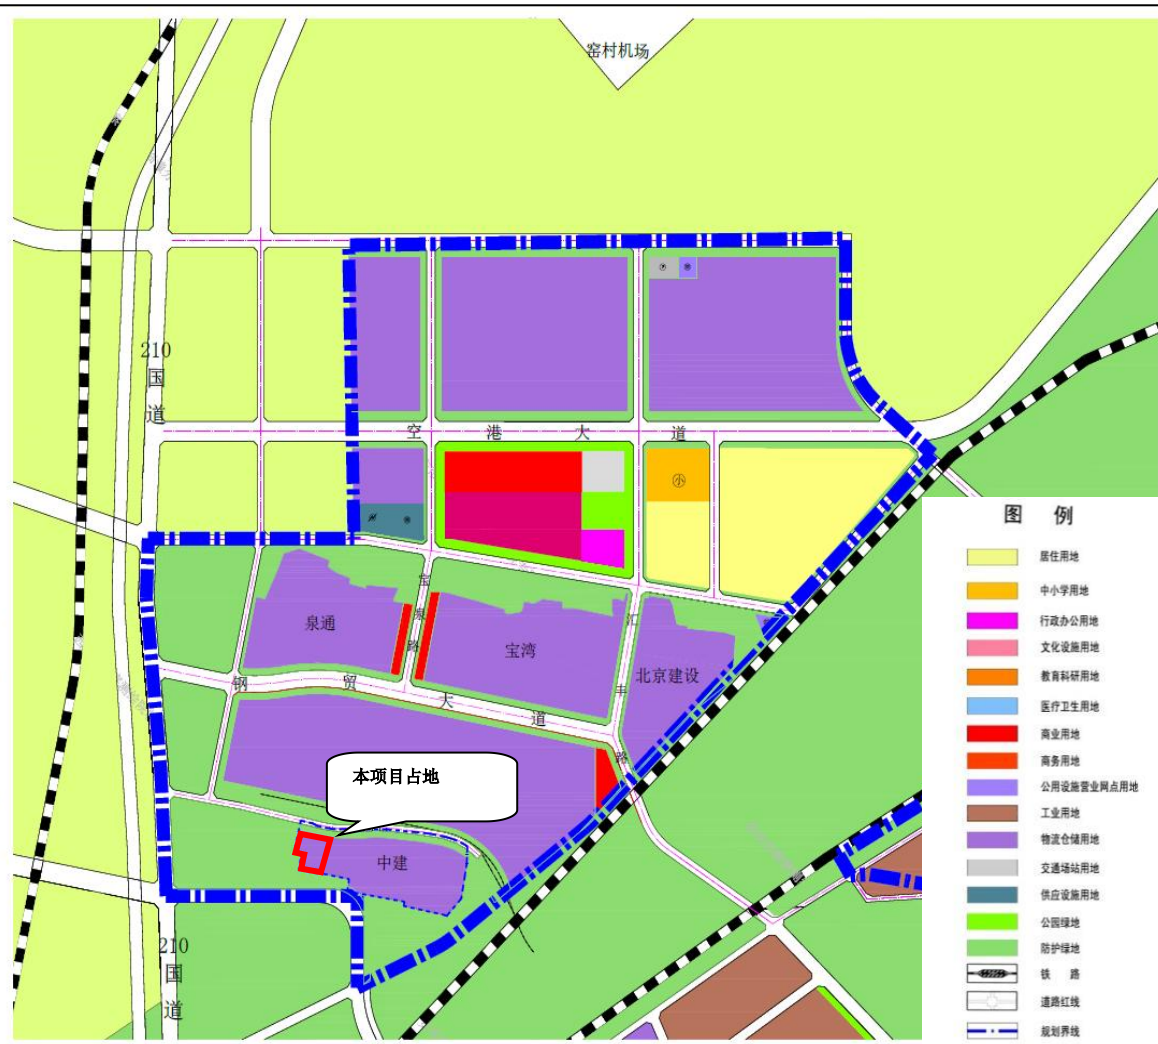 窑村机场
210
国
道
空港大道
小
宝泉路
泉通
宝湾
汇丰路
北京建设
钢贸大道
本项目占地
中建
210
国
道
图 例
居住用地
中小学用地
行政办公用地
文化设施用地
教育科研用地
医疗卫生用地
商业用地
商务用地
公用设施营业网点用地
工业用地
物流仓储用地
交通场站用地
供应设施用地
公园绿地
防护绿地
铁 路
道路红线
规划界线